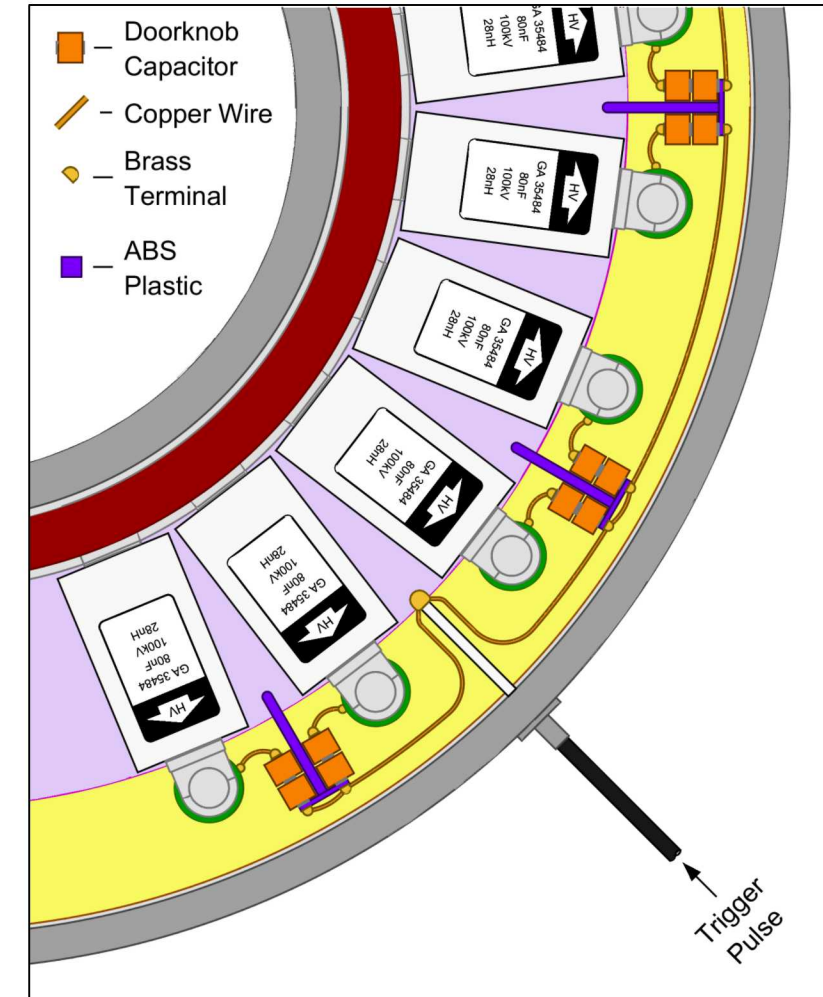 Doorknob
Capacitor
Copper Wire
Brass
Terminal
ABS
Plastic
HV
GA 35484
80nF
100kV
28nH
HV
GA 35484
80nF
100kV
28nH
HV
GA 35484
80nF
100kV
28nH
HV
GA 35484
80nF
100kV
28nH
HV
GA 35484
80nF
100kV
28nH
HV
GA 35484
80nF
100kV
28nH
Trigger
Pulse